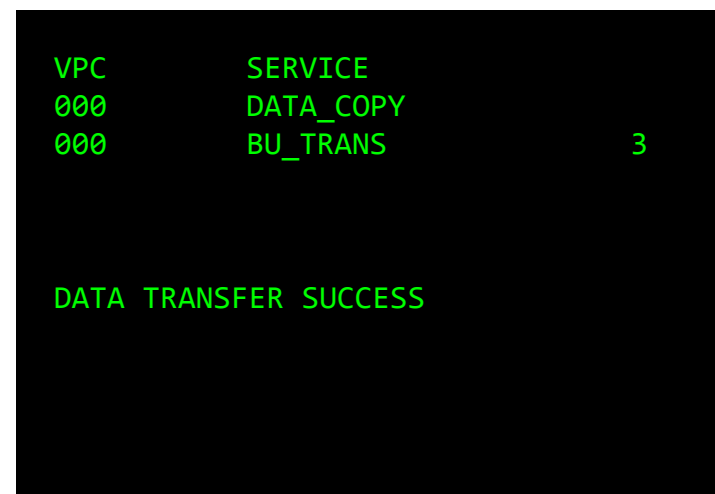 VPC SERVICE
000 DATA_COPY
000 BU_TRANS 3
DATA TRANSFER SUCCESS